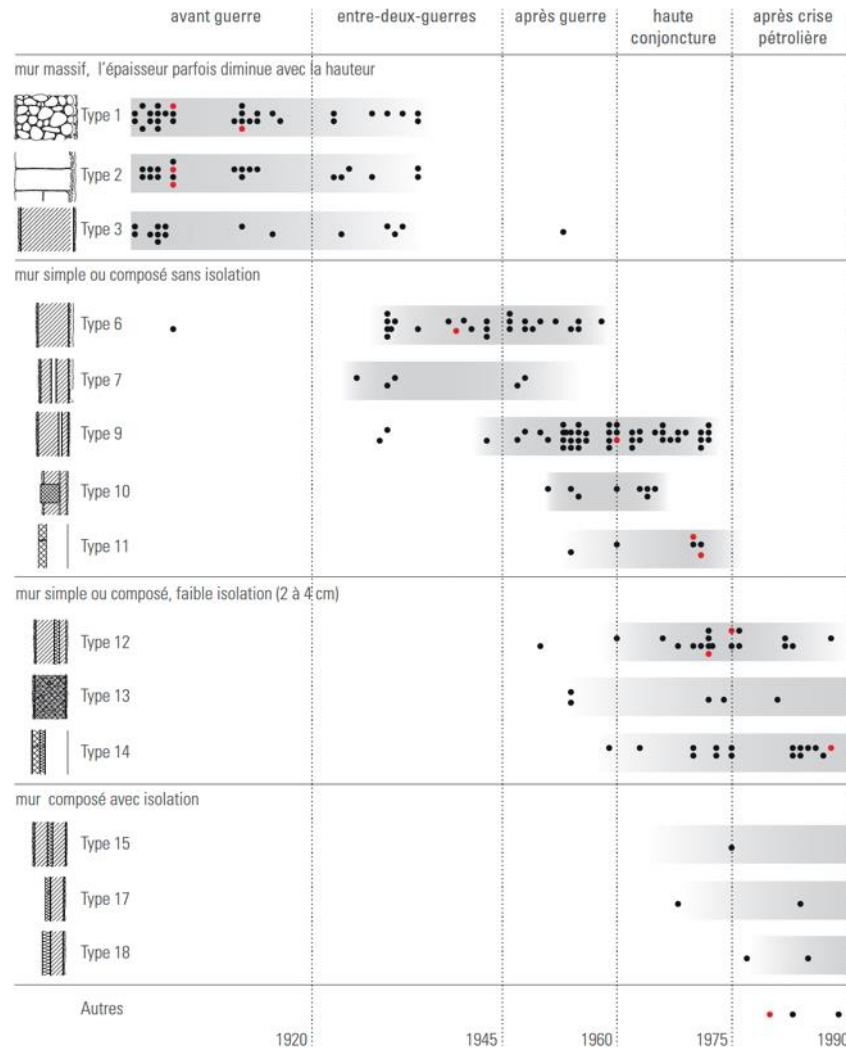 avant guerre entre-deux-guerres après guerre haute conjoncture après crise pétrolière
mur massif, l'épaisseur parfois diminue avec la hauteur
Type 1
Type 2
Type 3
mur simple ou composé sans isolation
Type 6
Type 7
Type 9
Type 10
Type 11
mur simple ou composé, faible isolation (2 à 4 cm)
Type 12
Type 13
Type 14
mur composé avec isolation
Type 15
Type 17
Type 18
Autres
1920 1945 1960 1975 1990